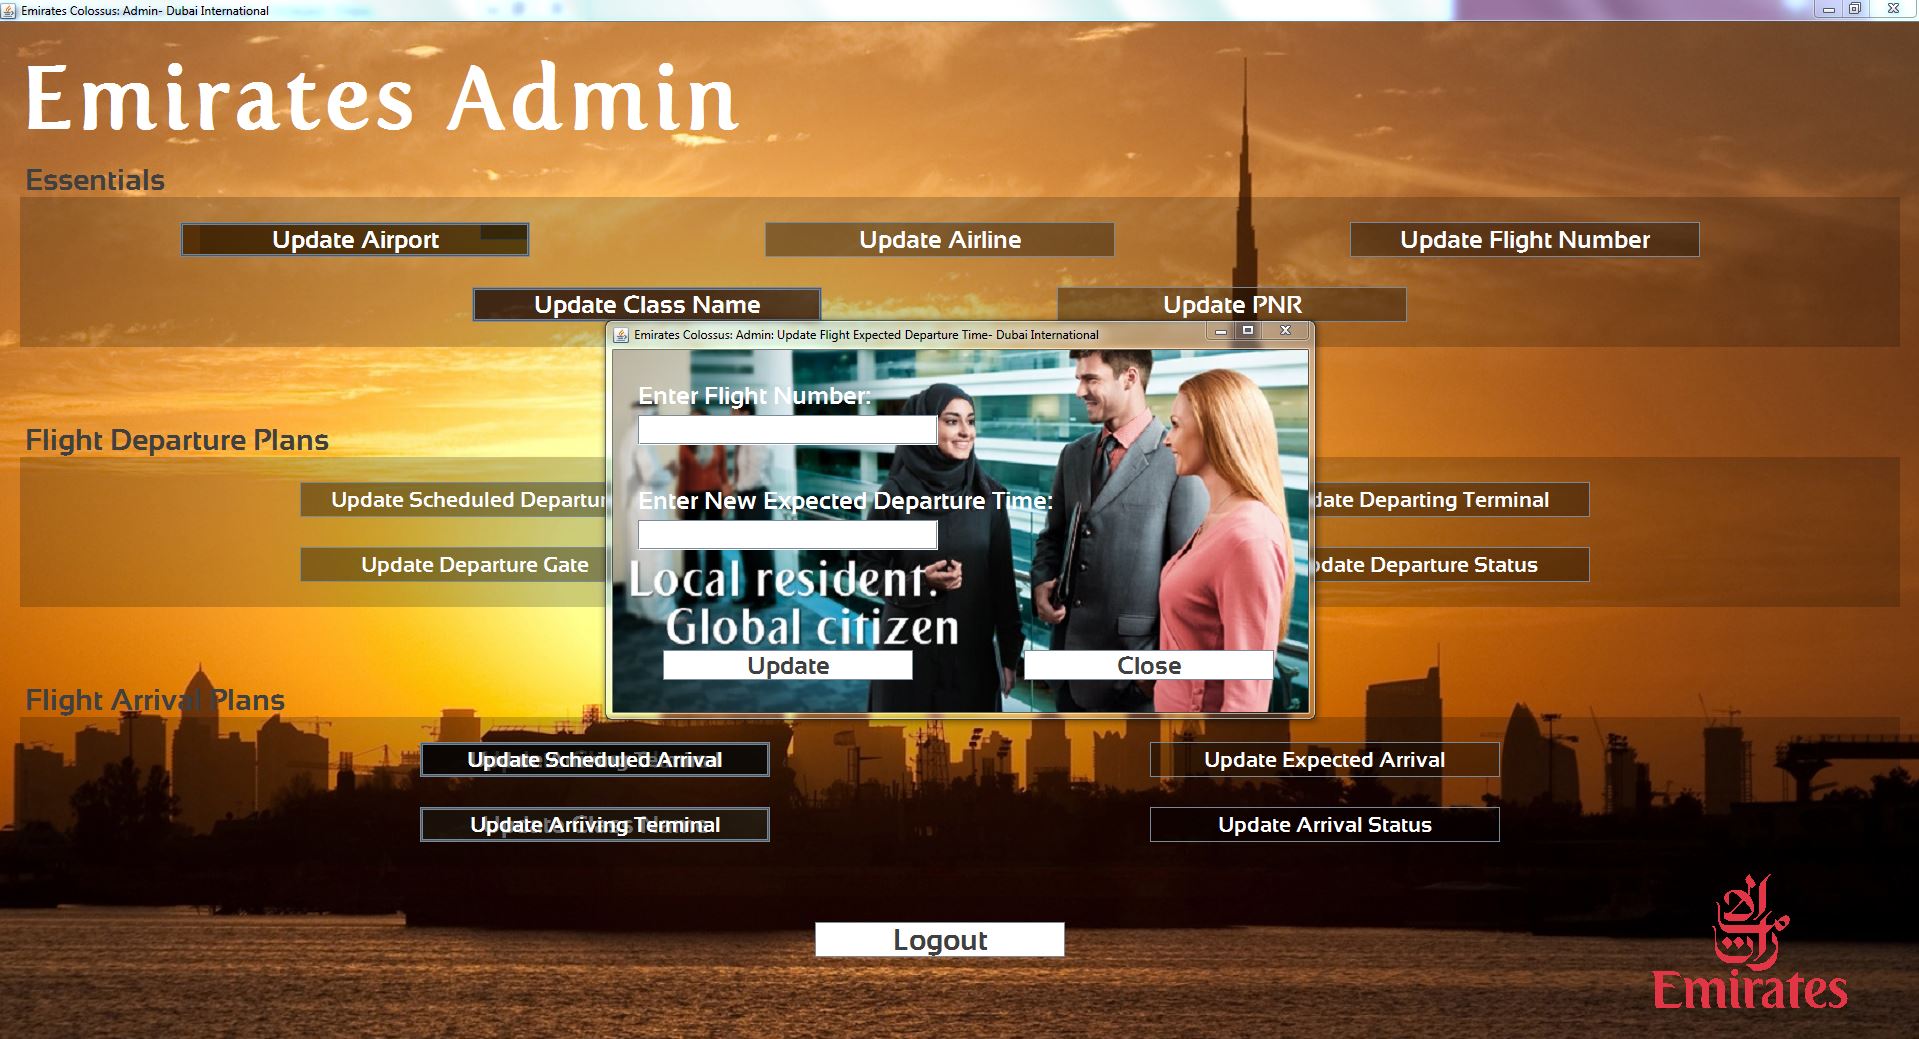 Emirates Colossus: Admin- Dubai International
Emirates Admin
Essentials
Update Airport
Update Airline
Update Flight Number
Update Class Name
Update PNR
Emirates Colossus: Admin: Update Flight Expected Departure Time- Dubai International
Enter Flight Number:
Enter New Expected Departure Time:
Local resident.
Global citizen
Update
Close
Flight Departure Plans
Update Scheduled Departur
date Departing Terminal
Update Departure Gate
date Departure Status
Flight Arrival Plans
Update Scheduled Arrival
Update Expected Arrival
Update Arriving Terminal
Update Arrival Status
Logout
Emirates